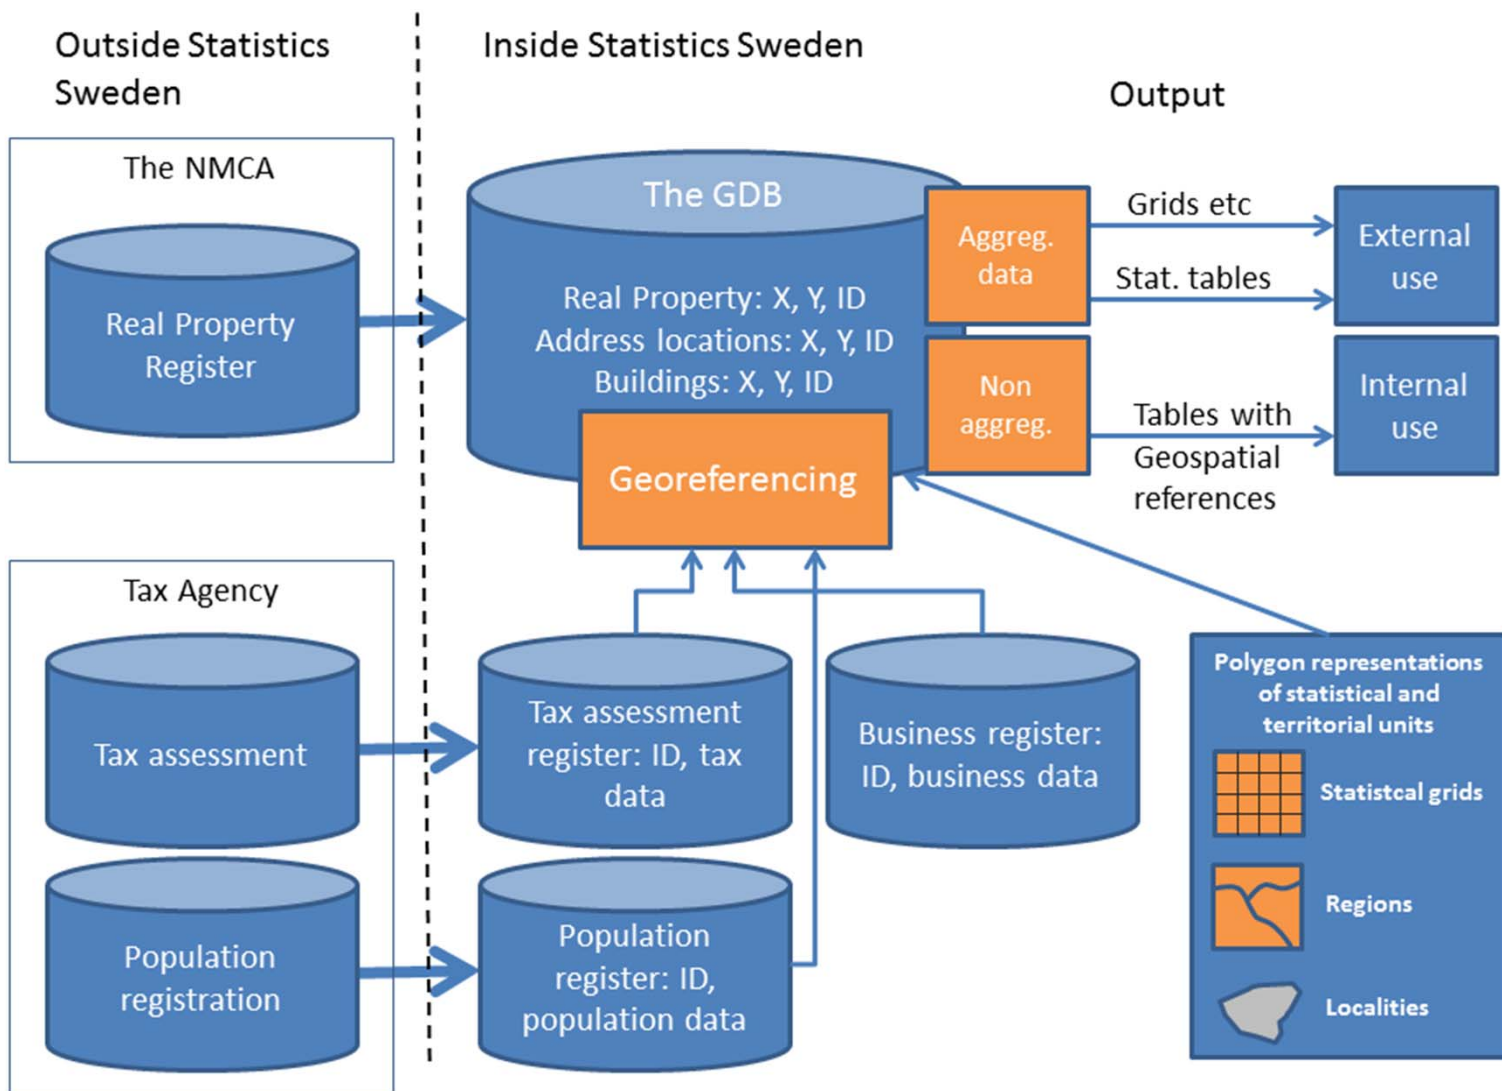 Outside Statistics
Sweden
Inside Statistics Sweden
Output
The NMCA
Real Property
Register
The GDB
Real Property: X, Y, ID
Address locations: X, Y, ID
Buildings: X, Y, ID
Georeferencing
Aggreg.
data
Non
aggreg.
Grids etc
Stat. tables
Tables with
Geospatial
references
External
use
Internal
use
Tax Agency
Tax assessment
Population
registration
Tax assessment
register: ID, tax
data
Business register:
ID, business data
Population
register: ID,
population data
Polygon representations
of statistical and
territorial units
Statistcal grids
Regions
Localities